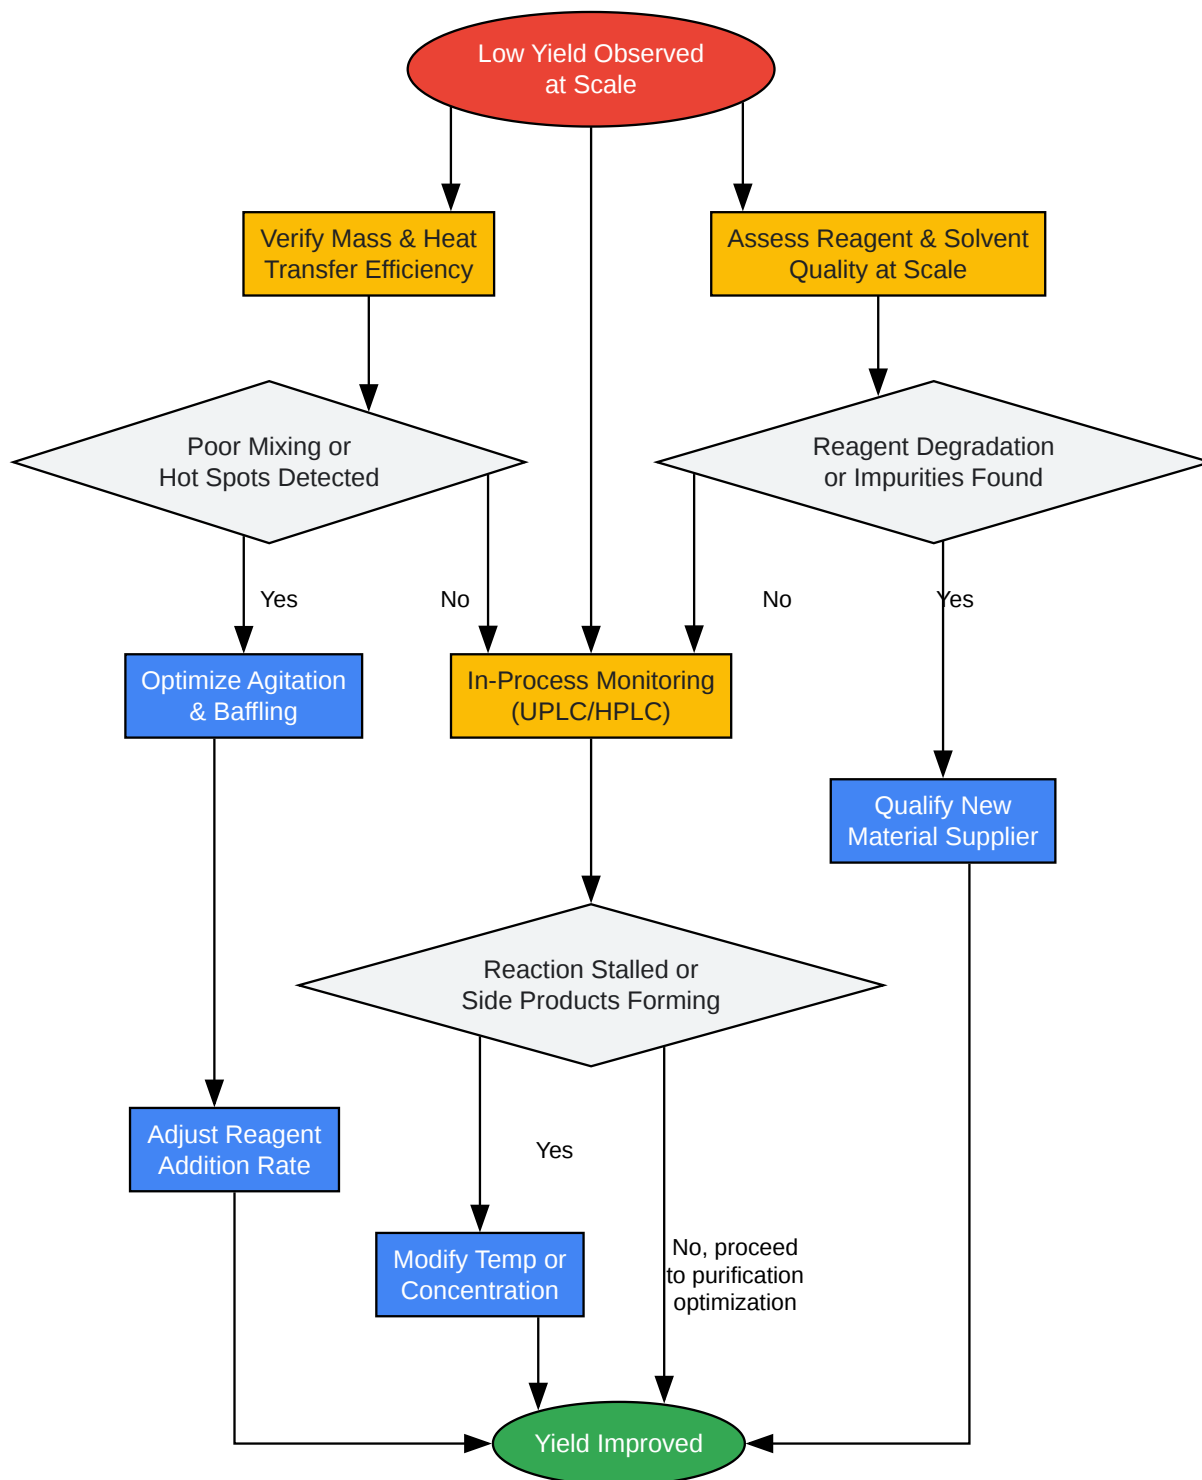 Low Yield Observed
at Scale
Verify Mass & Heat
Transfer Efficiency
Assess Reagent & Solvent
Quality at Scale
Poor Mixing or
Hot Spots Detected
Reagent Degradation
or Impurities Found
Yes
No
No
Yes
Optimize Agitation
& Baffling
In-Process Monitoring
(UPLC/HPLC)
Qualify New
Material Supplier
Reaction Stalled or
Side Products Forming
Adjust Reagent
Addition Rate
Yes
Modify Temp or
Concentration
No, proceed
to purification
optimization
Yield Improved